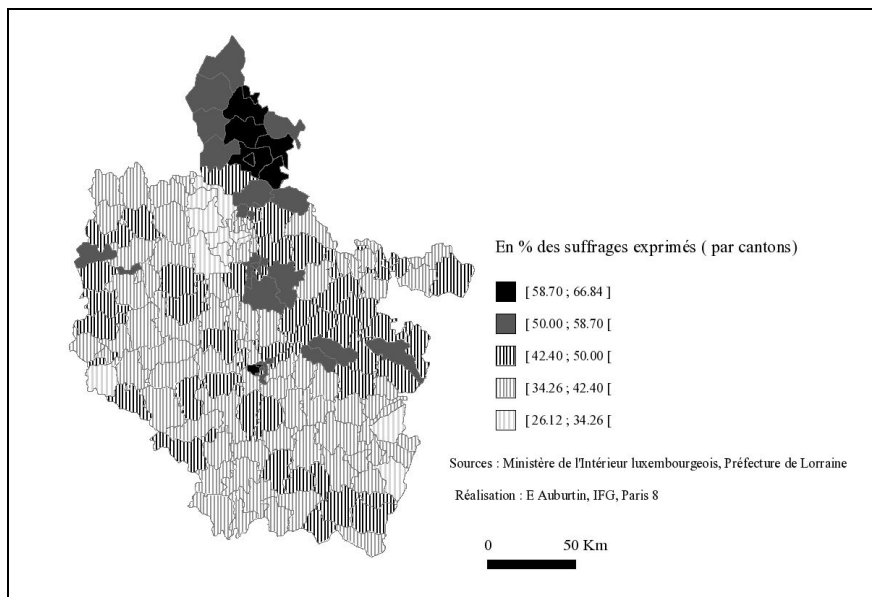 En % des suffrages exprimés ( par cantons)
[ 58.70 ; 66.84 ]
[ 50.00 ; 58.70 [
[ 42.40 ; 50.00 [
[ 34.26 ; 42.40 [
[ 26.12 ; 34.26 [
Sources : Ministère de l'Intérieur luxembourgeois, Préfecture de Lorraine
Réalisation : E Auburtin, IFG, Paris 8
0 50 Km